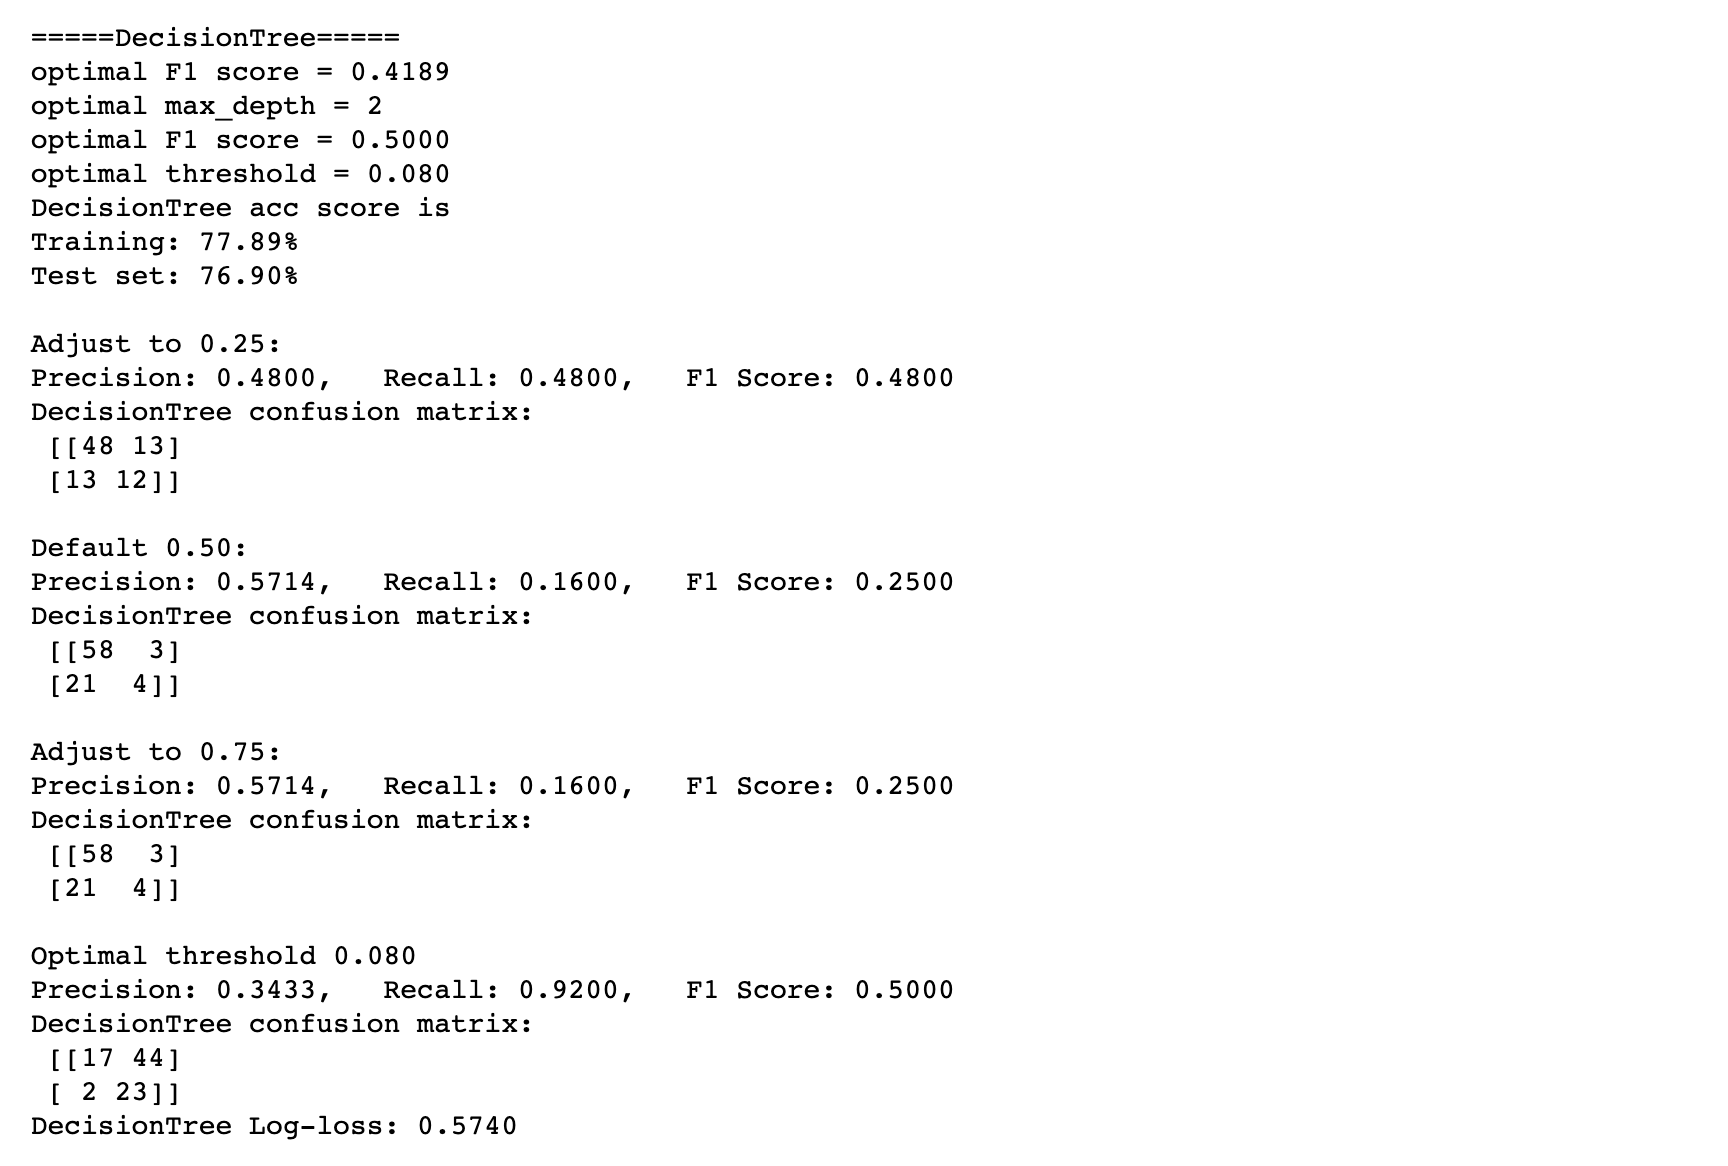 =====DecisionTree=====
optimal F1 score = 0.4189
optimal max_depth = 2
optimal F1 score = 0.5000
optimal threshold = 0.080
DecisionTree acc score is
Training: 77.89%
Test set: 76.90%

Adjust to 0.25:
Precision: 0.4800,   Recall: 0.4800,   F1 Score: 0.4800
DecisionTree confusion matrix:
 [[48 13]
 [13 12]]

Default 0.50:
Precision: 0.5714,   Recall: 0.1600,   F1 Score: 0.2500
DecisionTree confusion matrix:
 [[58  3]
 [21  4]]

Adjust to 0.75:
Precision: 0.5714,   Recall: 0.1600,   F1 Score: 0.2500
DecisionTree confusion matrix:
 [[58  3]
 [21  4]]

Optimal threshold 0.080
Precision: 0.3433,   Recall: 0.9200,   F1 Score: 0.5000
DecisionTree confusion matrix:
 [[17 44]
 [ 2 23]]
DecisionTree Log-loss: 0.5740